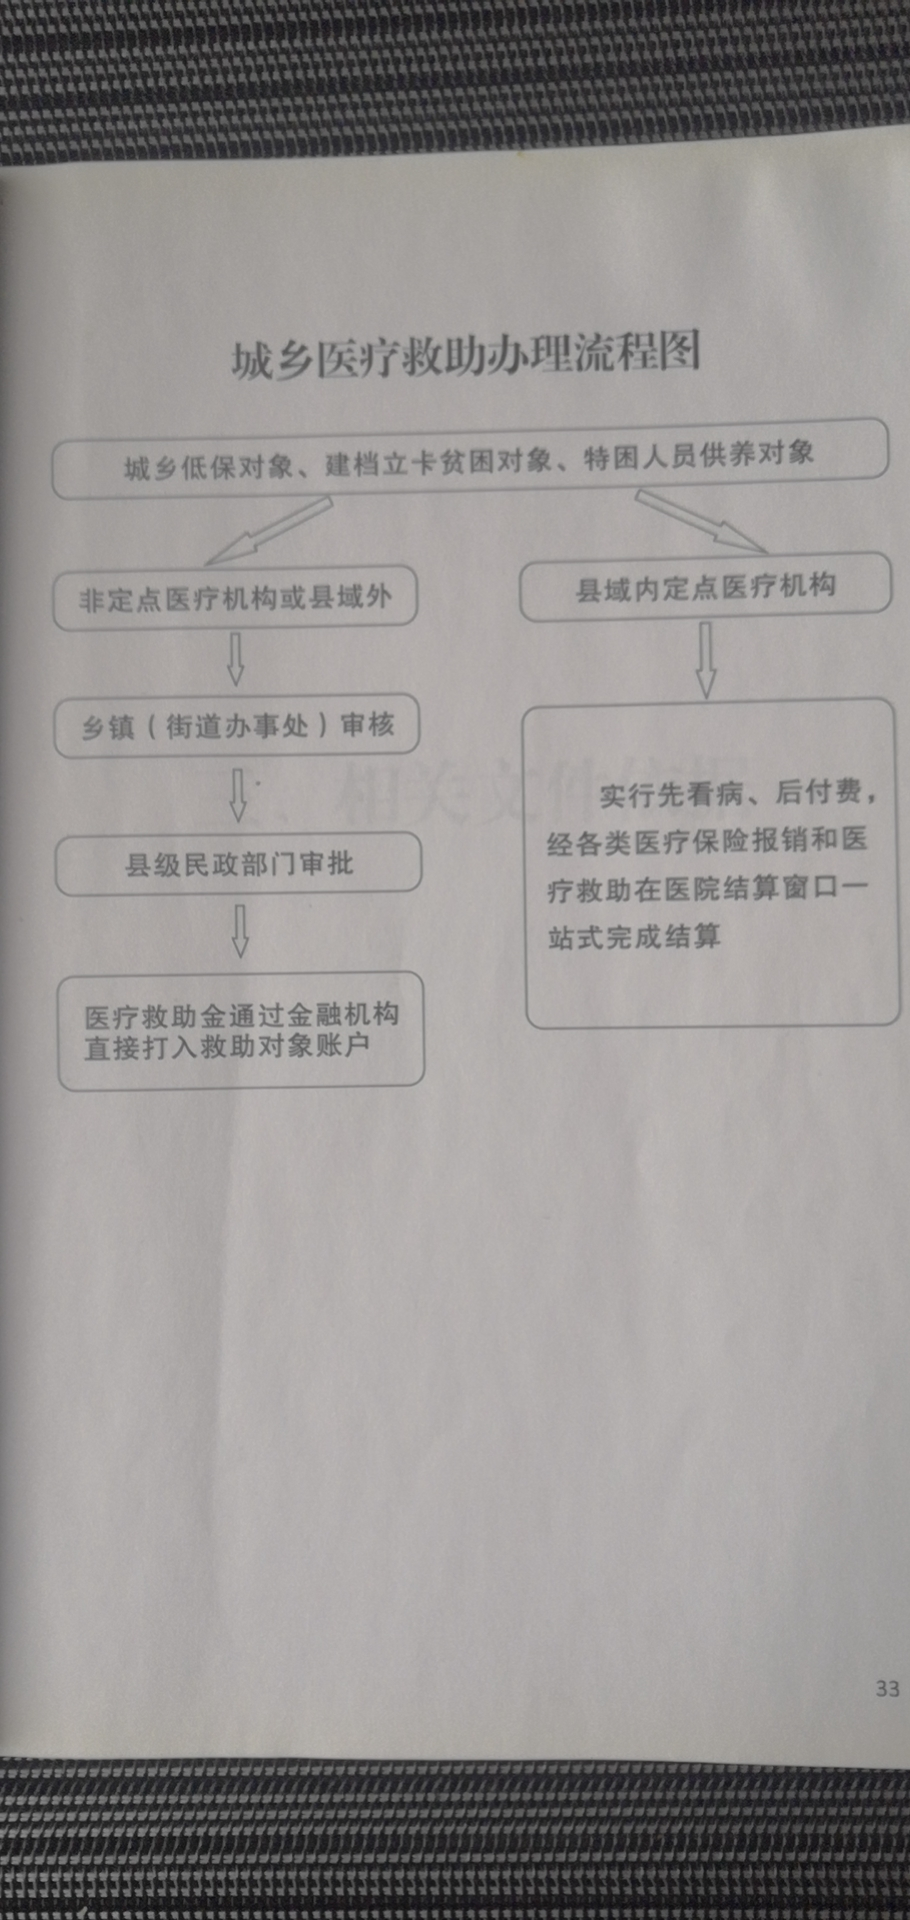 城乡医疗救助办理流程图
城乡低保对象、建档立卡贫困对象、特困人员供养对象
非定点医疗机构或县域外
乡镇（街道办事处）审核
县级民政部门审批
医疗救助金通过金融机构
直接打入救助对象账户
县域内定点医疗机构
实行先看病、后付费，
经各类医疗保险报销和医
疗救助在医院结算窗口一
站式完成结算
33